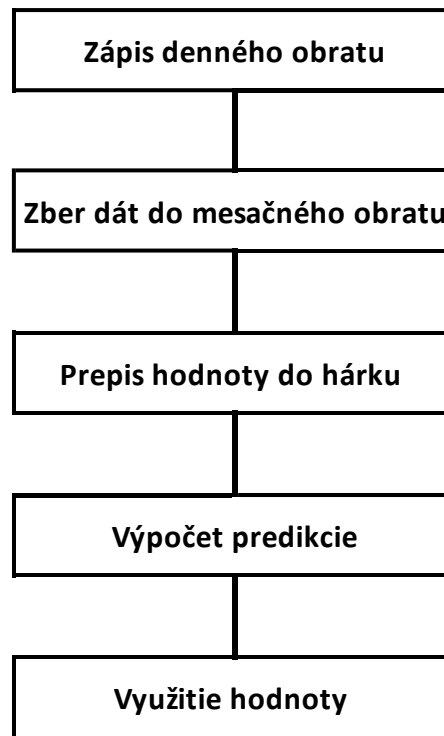 Zápis denného obratu
Zber dát do mesačného obratu
Prepis hodnoty do hárku
Výpočet predikcie
Využitie hodnoty